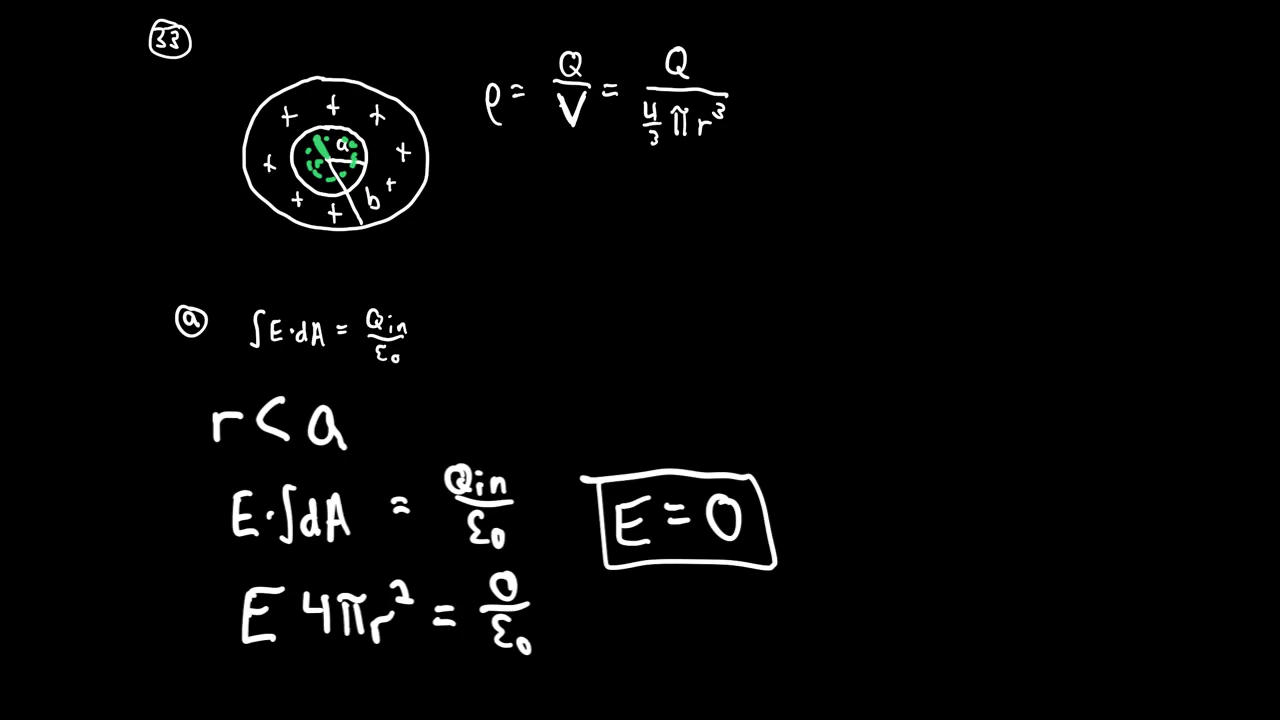 33
ρ = Q/V = Q/(4/3 π r³)
+ + + + + + + +
a
b
a ∫E·dA = Qin/ε₀
r < a
E·∫dA = Qin/ε₀
E = 0
E 4πr² = 0/ε₀